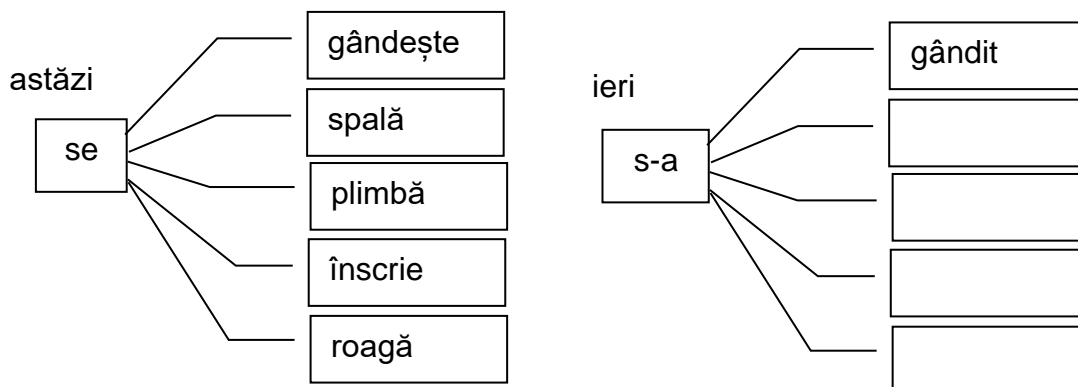 astăzi
se
gândește
spală
plimbă
înscrie
roagă
ieri
s-a
gândit